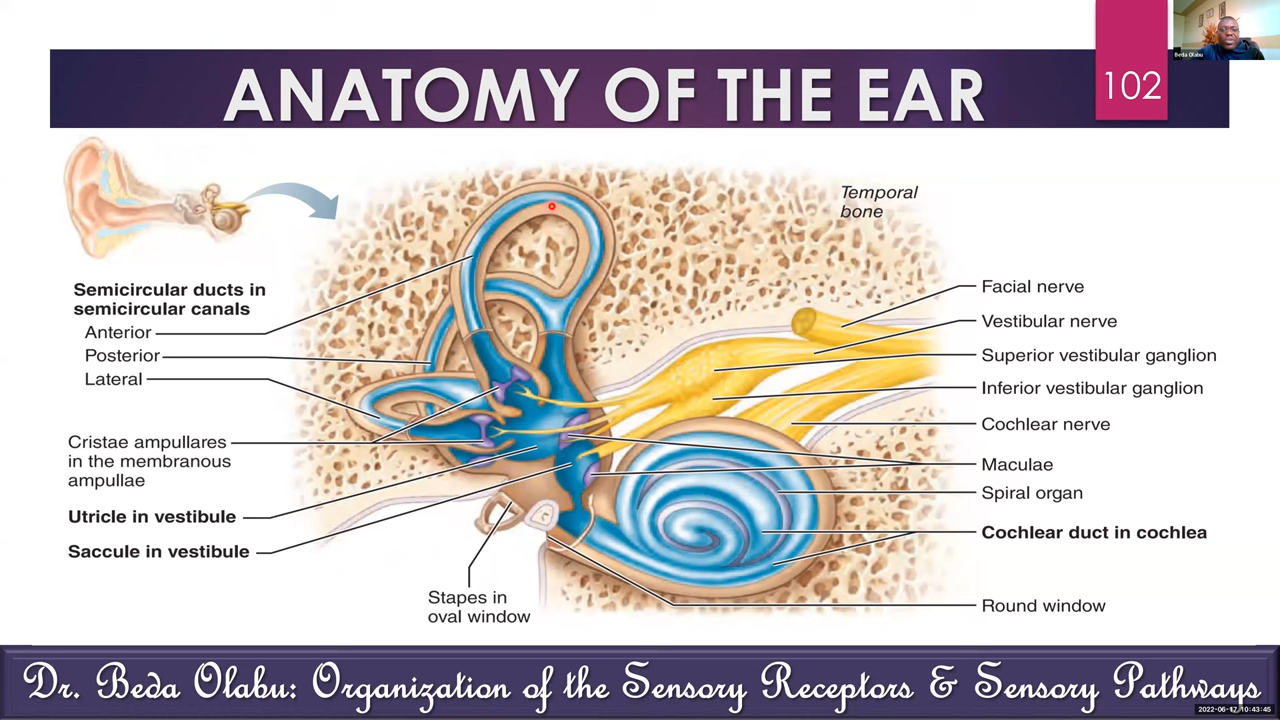 ANATOMY OF THE EAR
102
Beda Olabu
Temporal
bone
Semicircular ducts in
semicircular canals
Anterior
Posterior
Lateral
Cristae ampullares
in the membranous
ampullae
Utricle in vestibule
Saccule in vestibule
Stapes in
oval window
Facial nerve
Vestibular nerve
Superior vestibular ganglion
Inferior vestibular ganglion
Cochlear nerve
Maculae
Spiral organ
Cochlear duct in cochlea
Round window
Dr. Beda Olabu: Organization of the Sensory Receptors & Sensory Pathways
2022-06-17 10:43:45